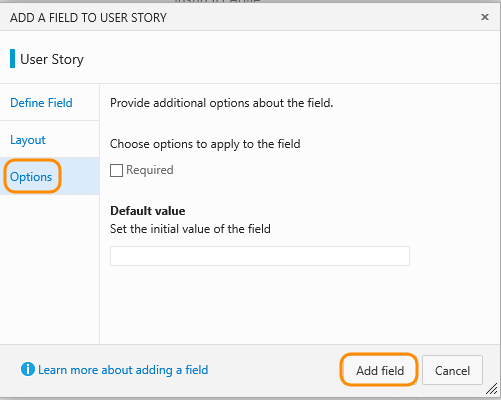 ADD A FIELD TO USER STORY
User Story
Define Field
Provide additional options about the field.
Layout
Choose options to apply to the field
Options
Required
Default value
Set the initial value of the field
Learn more about adding a field
Add field
Cancel